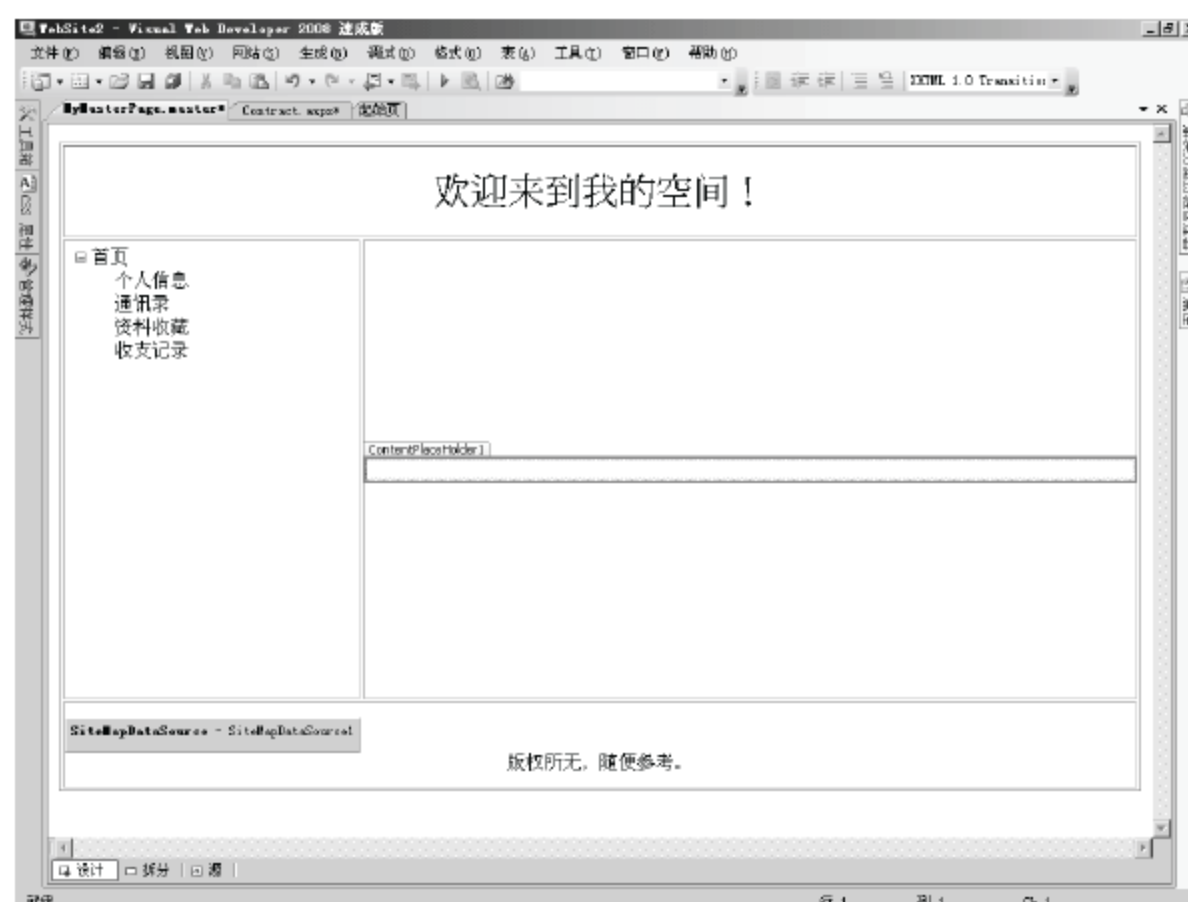 WebSite2 - Visual Web Developer 2008 速成版
文件(F) 编辑(E) 视图(V) 网站(S) 生成(B) 调试(D) 格式(O) 表(A) 工具(T) 窗口(W) 帮助(H)
XHTML 1.0 Transition
MyMasterPage.master* Contract.aspx* 起始页
工具箱
CSS 属性
管理样式
欢迎来到我的空间！
首页
个人信息
通讯录
资料收藏
收支记录
ContentPlaceHolder1
SiteMapDataSource - SiteMapDataSource1
版权所无，随便参考。
设计 拆分 源